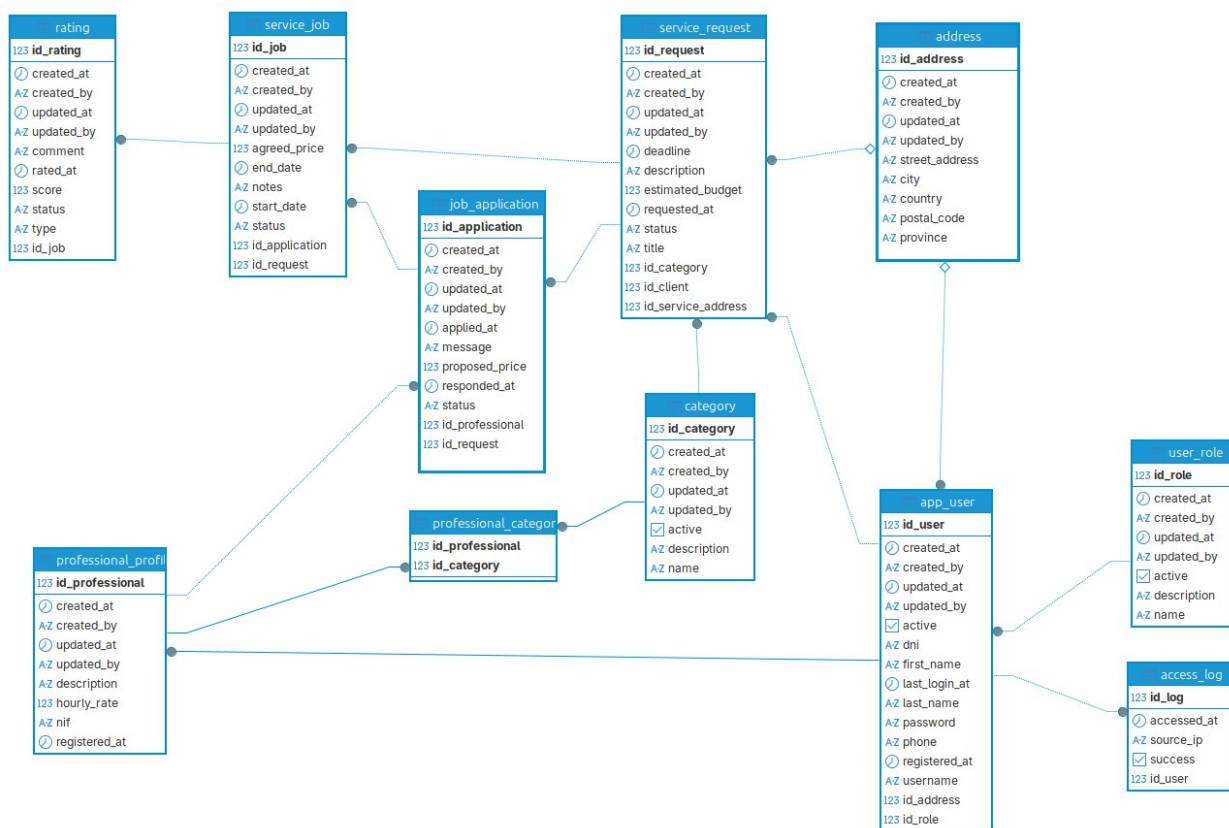 rating
123 id_rating
created_at
A-Z created_by
updated_at
A-Z updated_by
A-Z comment
rated_at
123 score
A-Z status
A-Z type
123 id_job
service_job
123 id_job
created_at
A-Z created_by
updated_at
A-Z updated_by
123 agreed_price
end_date
A-Z notes
start_date
A-Z status
123 id_application
123 id_request
service_request
123 id_request
created_at
A-Z created_by
updated_at
A-Z updated_by
deadline
A-Z description
123 estimated_budget
requested_at
A-Z status
A-Z title
123 id_category
123 id_client
123 id_service_address
address
123 id_address
created_at
A-Z created_by
updated_at
A-Z updated_by
A-Z street_address
A-Z city
A-Z country
A-Z postal_code
A-Z province
job_application
123 id_application
created_at
A-Z created_by
updated_at
A-Z updated_by
applied_at
A-Z message
123 proposed_price
responded_at
A-Z status
123 id_professional
123 id_request
category
123 id_category
created_at
A-Z created_by
updated_at
A-Z updated_by
active
A-Z description
A-Z name
user_role
123 id_role
created_at
A-Z created_by
updated_at
A-Z updated_by
active
A-Z description
A-Z name
professional_categor
123 id_professional
123 id_category
app_user
123 id_user
created_at
A-Z created_by
updated_at
A-Z updated_by
active
A-Z dni
A-Z first_name
last_login_at
A-Z last_name
A-Z password
A-Z phone
registered_at
A-Z username
123 id_address
123 id_role
professional_profil
123 id_professional
created_at
A-Z created_by
updated_at
A-Z updated_by
A-Z description
123 hourly_rate
A-Z nif
registered_at
access_log
123 id_log
accessed_at
A-Z source_ip
success
123 id_user